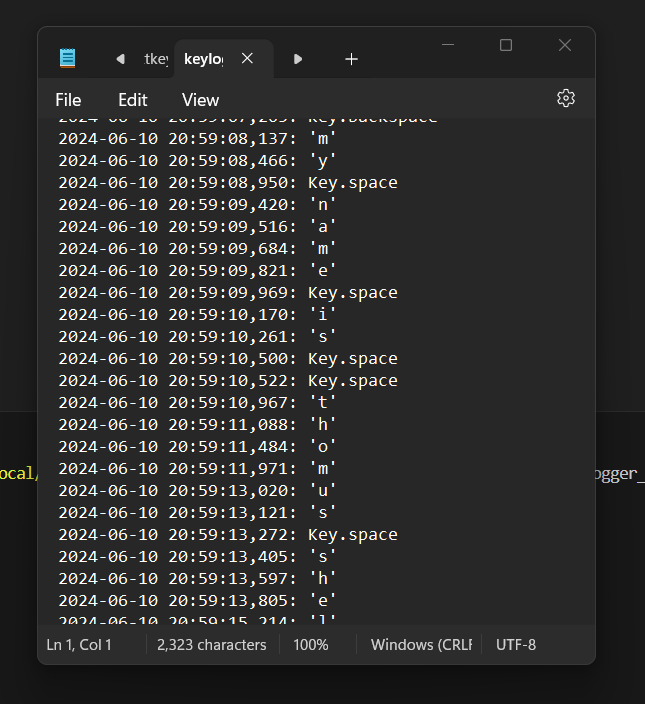 tkey
keylo
File Edit View
2024-06-10 20:59:07,265: Key.backspace
2024-06-10 20:59:08,137: 'm'
2024-06-10 20:59:08,466: 'y'
2024-06-10 20:59:08,950: Key.space
2024-06-10 20:59:09,420: 'n'
2024-06-10 20:59:09,516: 'a'
2024-06-10 20:59:09,684: 'm'
2024-06-10 20:59:09,821: 'e'
2024-06-10 20:59:09,969: Key.space
2024-06-10 20:59:10,170: 'i'
2024-06-10 20:59:10,261: 's'
2024-06-10 20:59:10,500: Key.space
2024-06-10 20:59:10,522: Key.space
2024-06-10 20:59:10,967: 't'
2024-06-10 20:59:11,088: 'h'
2024-06-10 20:59:11,484: 'o'
2024-06-10 20:59:11,971: 'm'
2024-06-10 20:59:13,020: 'u'
2024-06-10 20:59:13,121: 's'
2024-06-10 20:59:13,272: Key.space
2024-06-10 20:59:13,405: 's'
2024-06-10 20:59:13,597: 'h'
2024-06-10 20:59:13,805: 'e'
2024-06-10 20:59:15,214: 'l'
ocal/
ogger_
Ln 1, Col 1 2,323 characters 100% Windows (CRLF UTF-8